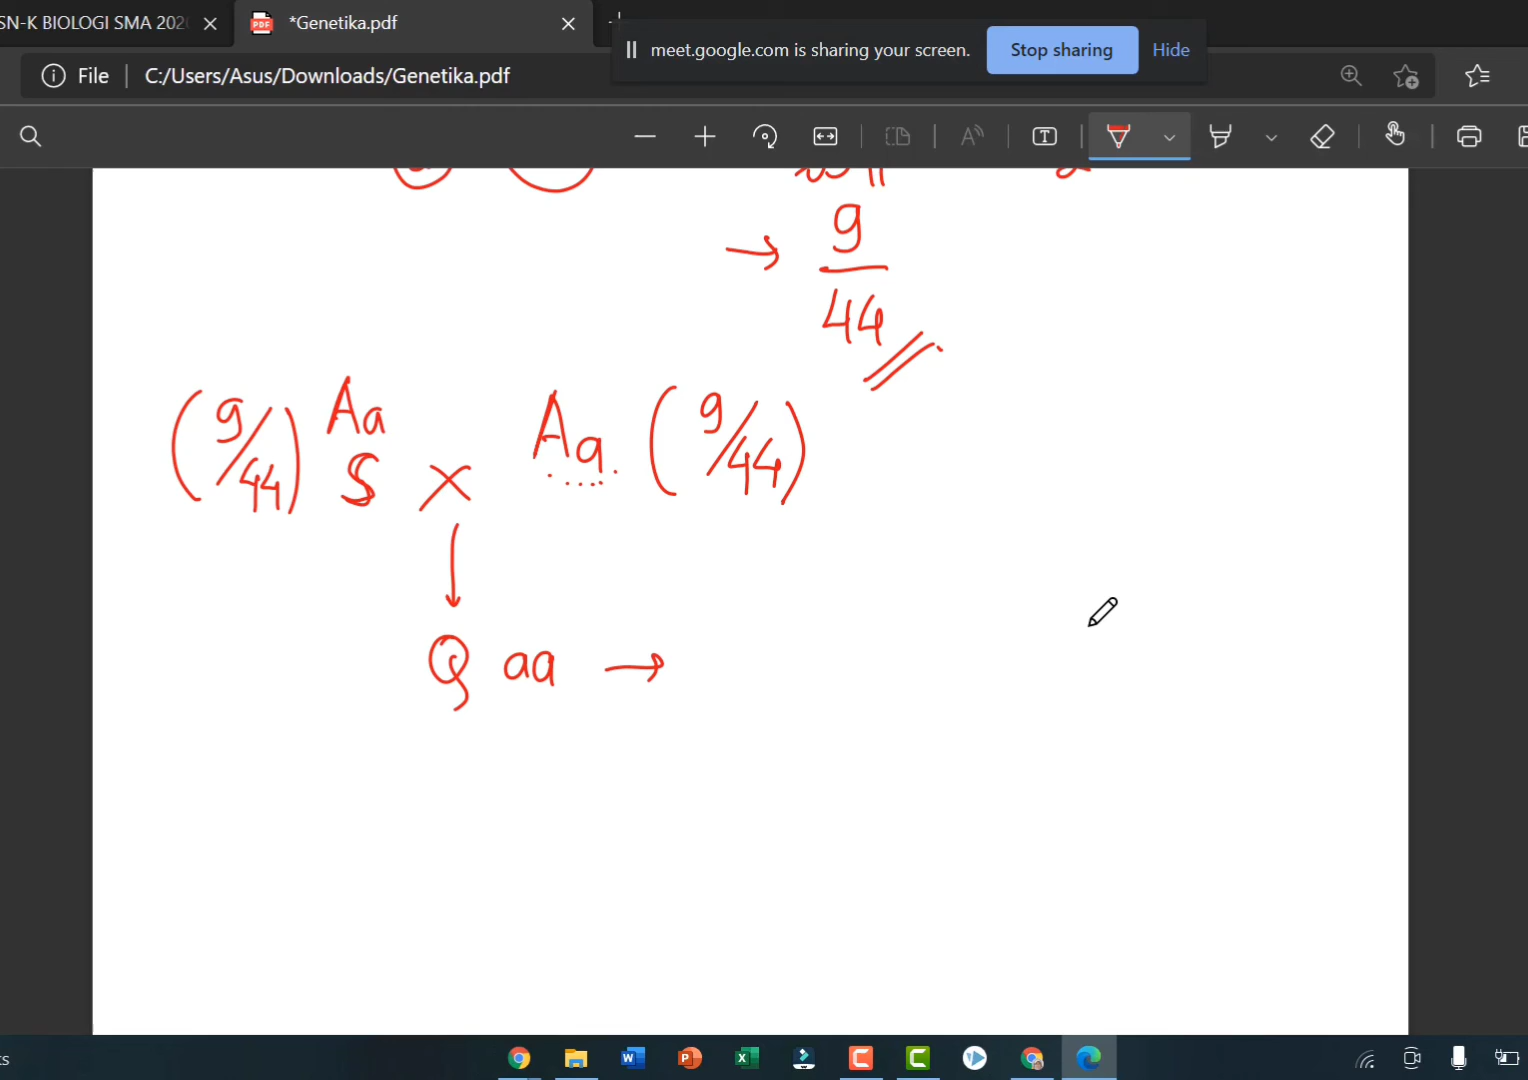 SN-K BIOLOGI SMA 202
*Genetika.pdf
meet.google.com is sharing your screen.
Stop sharing
Hide
File
C:/Users/Asus/Downloads/Genetika.pdf
→ 9
44
(9/44) Aa × Aa (9/44)
aa →